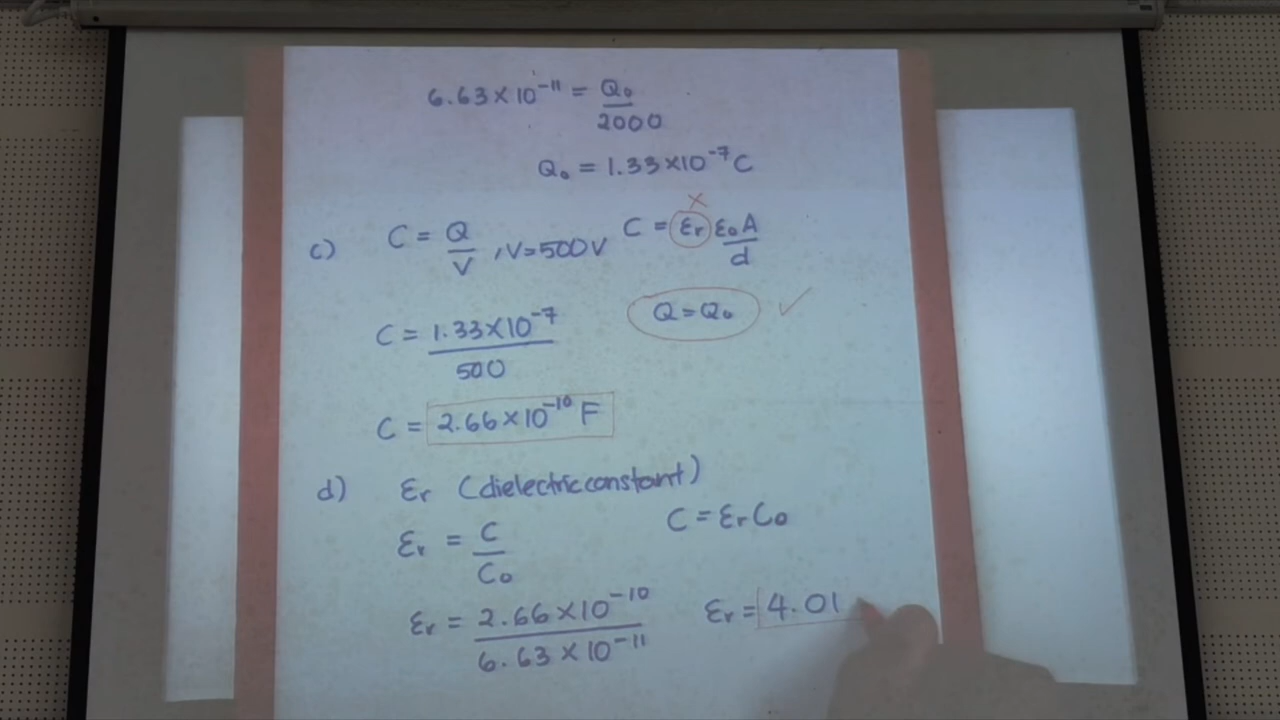 6.63×10⁻¹¹ = Q₀/2000
Q₀ = 1.33×10⁻⁷ C
×
c) C = Q/V , V=500V C = εr ε₀A/d
C = 1.33×10⁻⁷/500 Q=Q₀ ✓
C = 2.66×10⁻¹⁰ F
d) εr (dielectric constant)
εr = C/C₀ C = εrC₀
εr = 2.66×10⁻¹⁰/6.63×10⁻¹¹ εr = 4.01